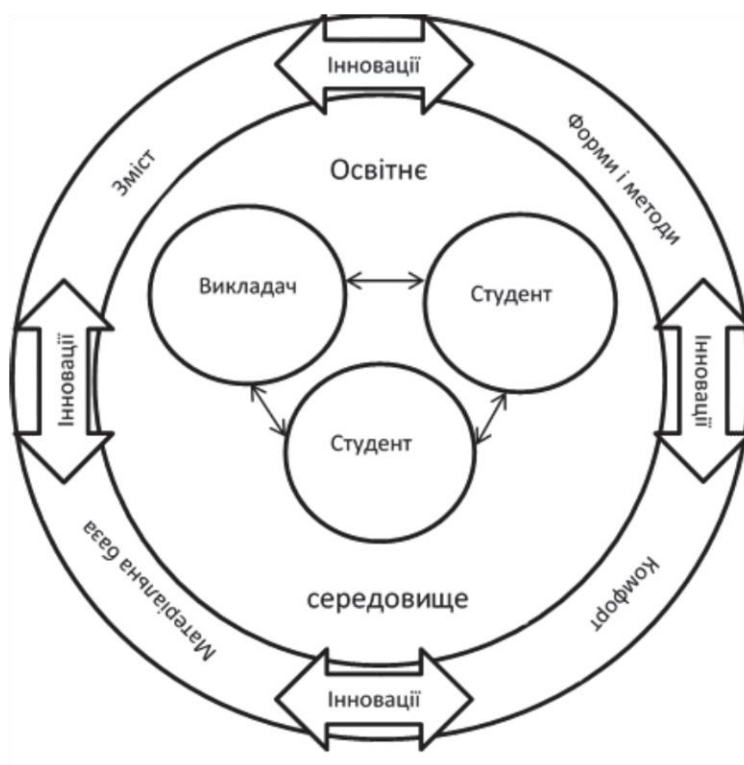 Інновації
Зміст
Форми і методи
Освітнє
Викладач
Студент
Інновації
Інновації
Студент
Матеріальна база
Комфорт
середовище
Інновації